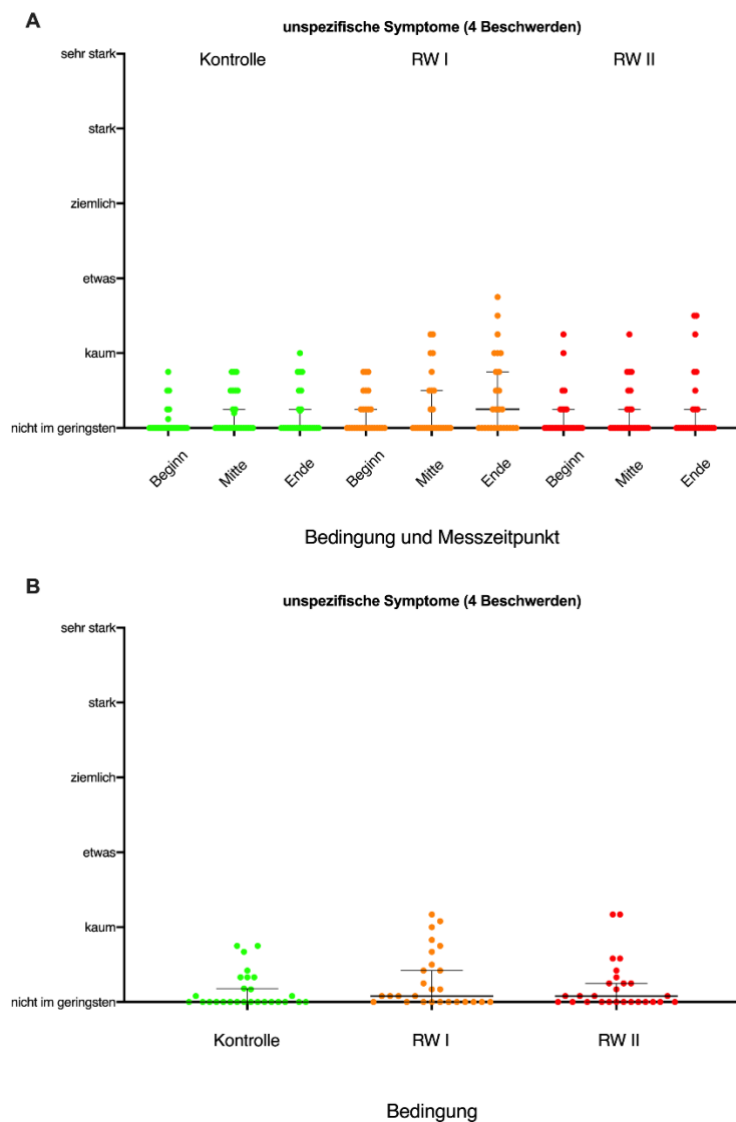 A
unspezifische Symptome (4 Beschwerden)
sehr stark
Kontrolle RW I RW II
stark
ziemlich
etwas
kaum
nicht im geringsten
Beginn Mitte Ende Beginn Mitte Ende Beginn Mitte Ende
Bedingung und Messzeitpunkt
B
unspezifische Symptome (4 Beschwerden)
sehr stark
stark
ziemlich
etwas
kaum
nicht im geringsten
Kontrolle RW I RW II
Bedingung